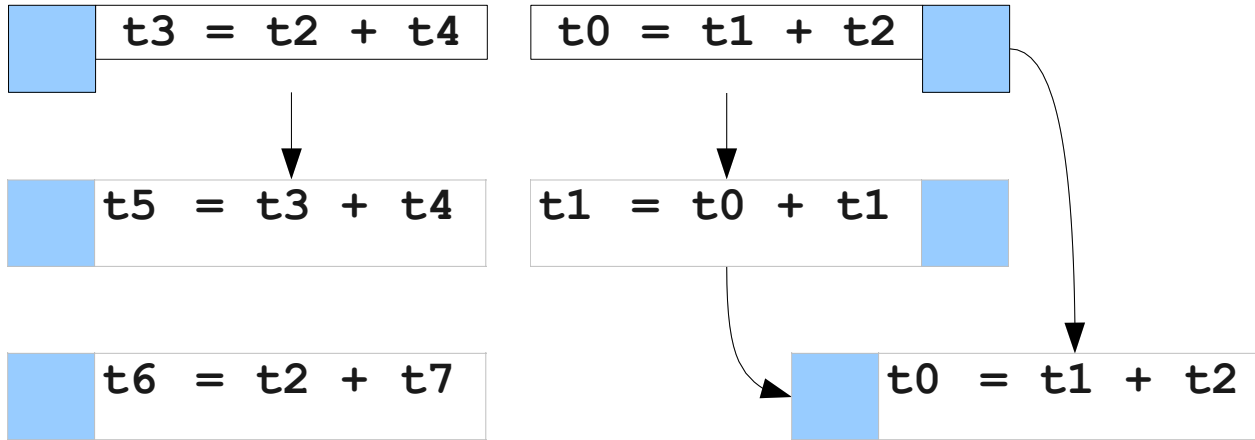 t3 = t2 + t4
t0 = t1 + t2
t5 = t3 + t4
t1 = t0 + t1
t6 = t2 + t7
t0 = t1 + t2